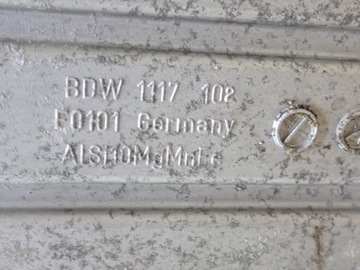 BDW 1117 108
E0101 Germany
ALSi10MgMnFe